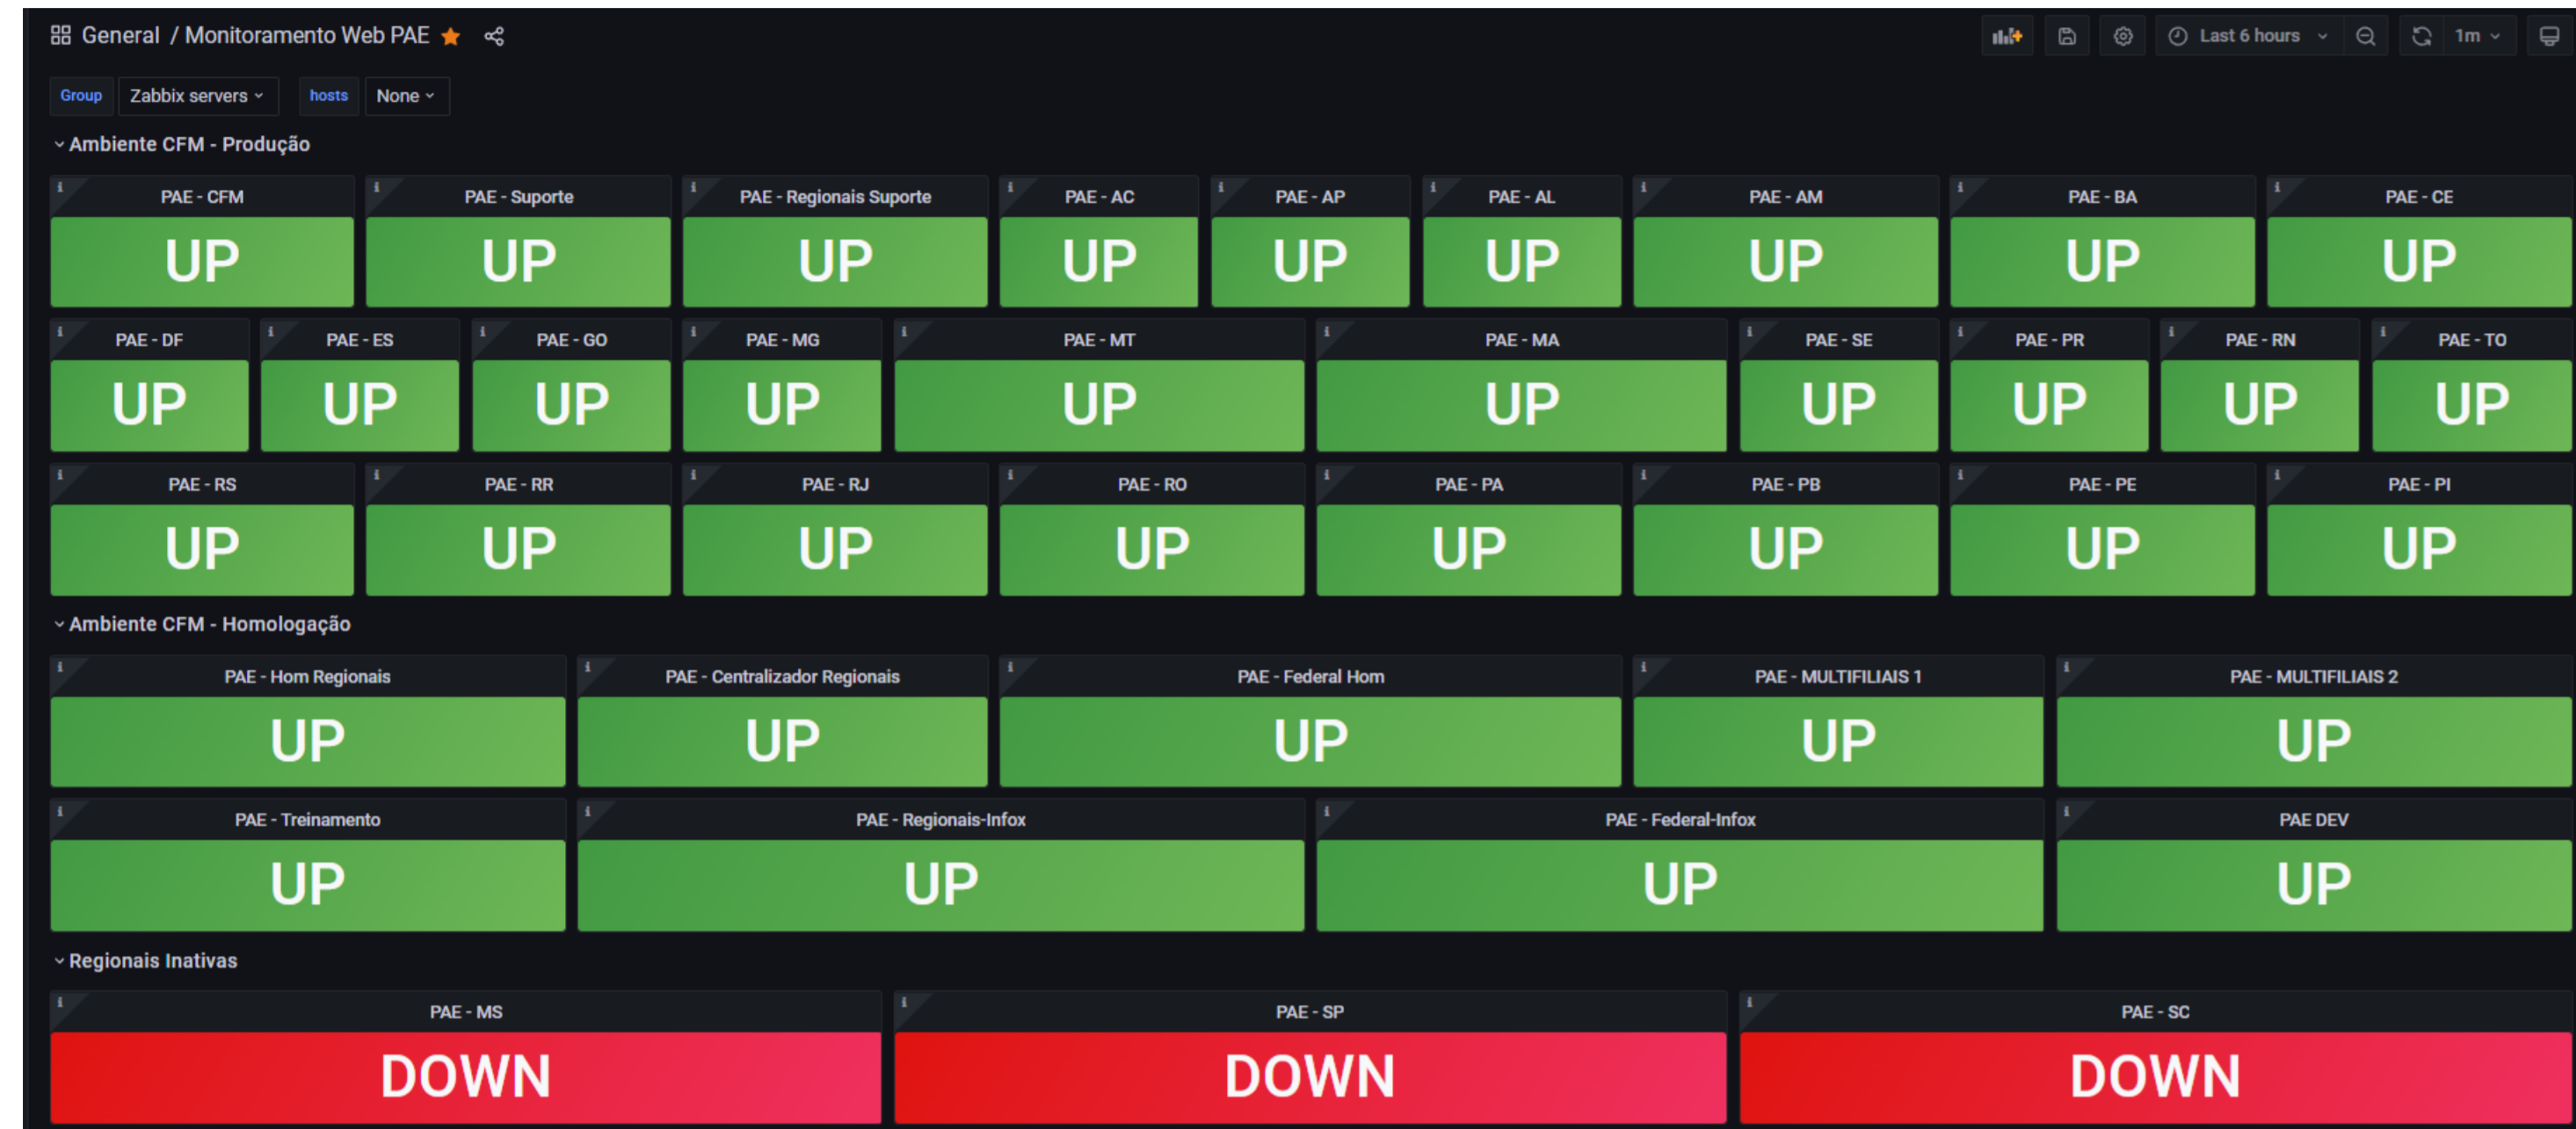 General / Monitoramento Web PAE
Last 6 hours
1m
Group Zabbix servers hosts None
Ambiente CFM - Produção
PAE - CFM PAE - Suporte PAE - Regionais Suporte PAE - AC PAE - AP PAE - AL PAE - AM PAE - BA PAE - CE
UP UP UP UP UP UP UP UP UP
PAE - DF PAE - ES PAE - GO PAE - MG PAE - MT PAE - MA PAE - SE PAE - PR PAE - RN PAE - TO
UP UP UP UP UP UP UP UP UP UP
PAE - RS PAE - RR PAE - RJ PAE - RO PAE - PA PAE - PB PAE - PE PAE - PI
UP UP UP UP UP UP UP UP
Ambiente CFM - Homologação
PAE - Hom Regionais PAE - Centralizador Regionais PAE - Federal Hom PAE - MULTIFILIAIS 1 PAE - MULTIFILIAIS 2
UP UP UP UP UP
PAE - Treinamento PAE - Regionais-Infox PAE - Federal-Infox PAE DEV
UP UP UP UP
Regionais Inativas
PAE - MS PAE - SP PAE - SC
DOWN DOWN DOWN